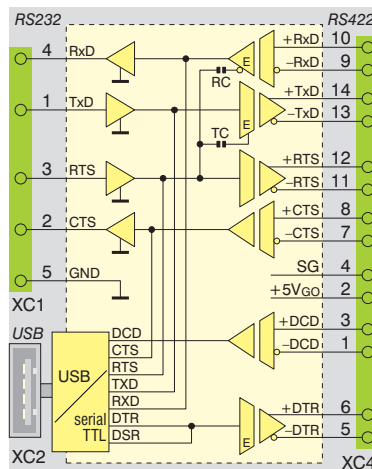 RS232 RS422
4 RxD +RxD 10
E
RC −RxD 9
1 TxD +TxD 14
E
−TxD 13
TC
3 RTS +RTS 12
−RTS 11
2 CTS +CTS 8
−CTS 7
5 GND SG 4
XC1 +5VGO 2
USB DCD +DCD 3
CTS −DCD 1
RTS
USB TXD
RXD
serial DTR +DTR 6
TTL DSR E −DTR 5
XC2 XC4